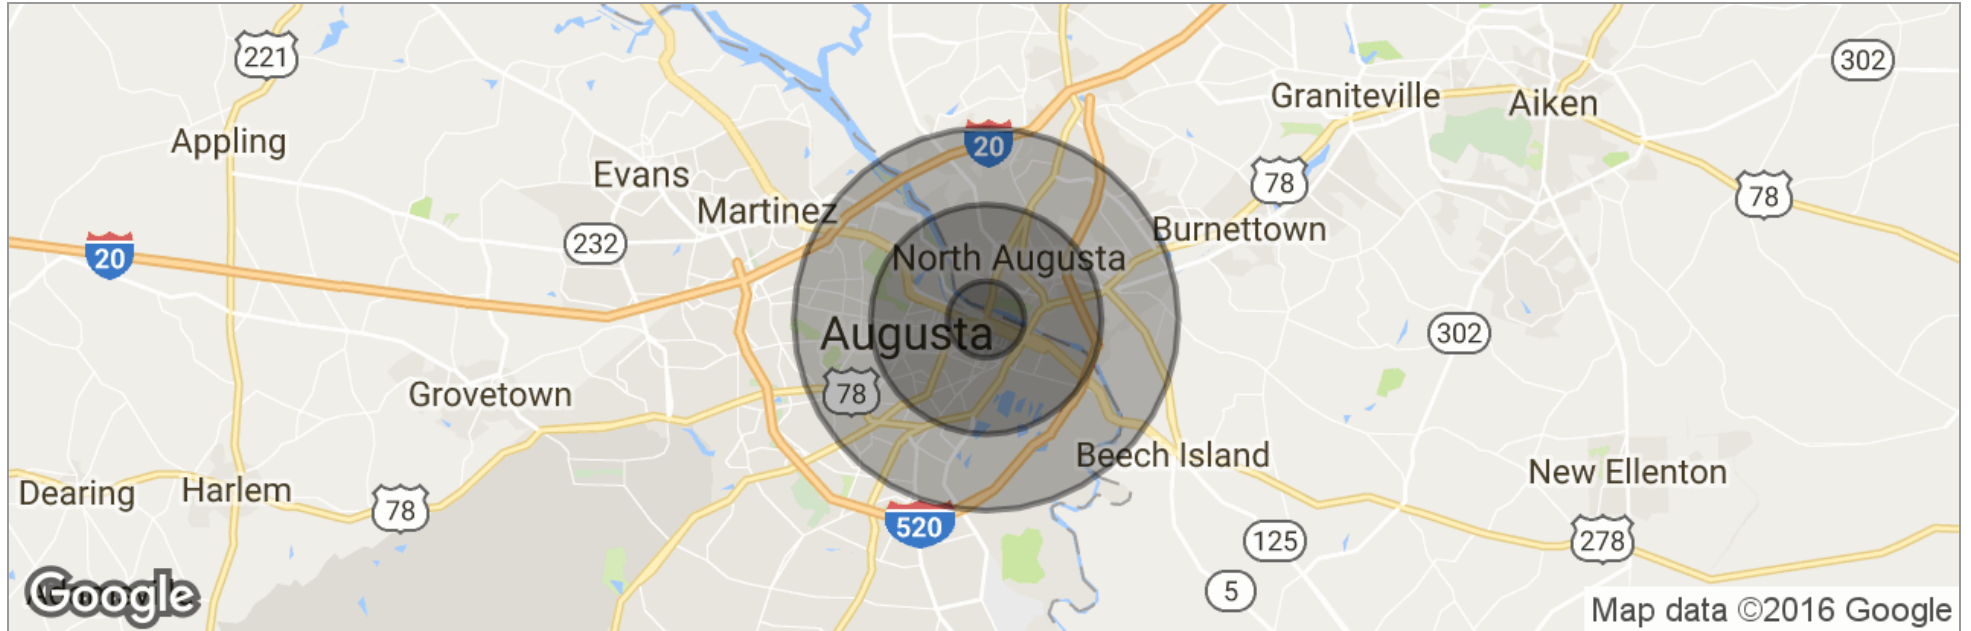 221
302
Graniteville
Aiken
Appling
20
Evans
78
78
Martinez
Burnettown
232
20
North Augusta
302
Augusta
78
Grovetown
Beech Island
New Ellenton
Dearing
Harlem
78
520
125
278
5
Google
Map data ©2016 Google